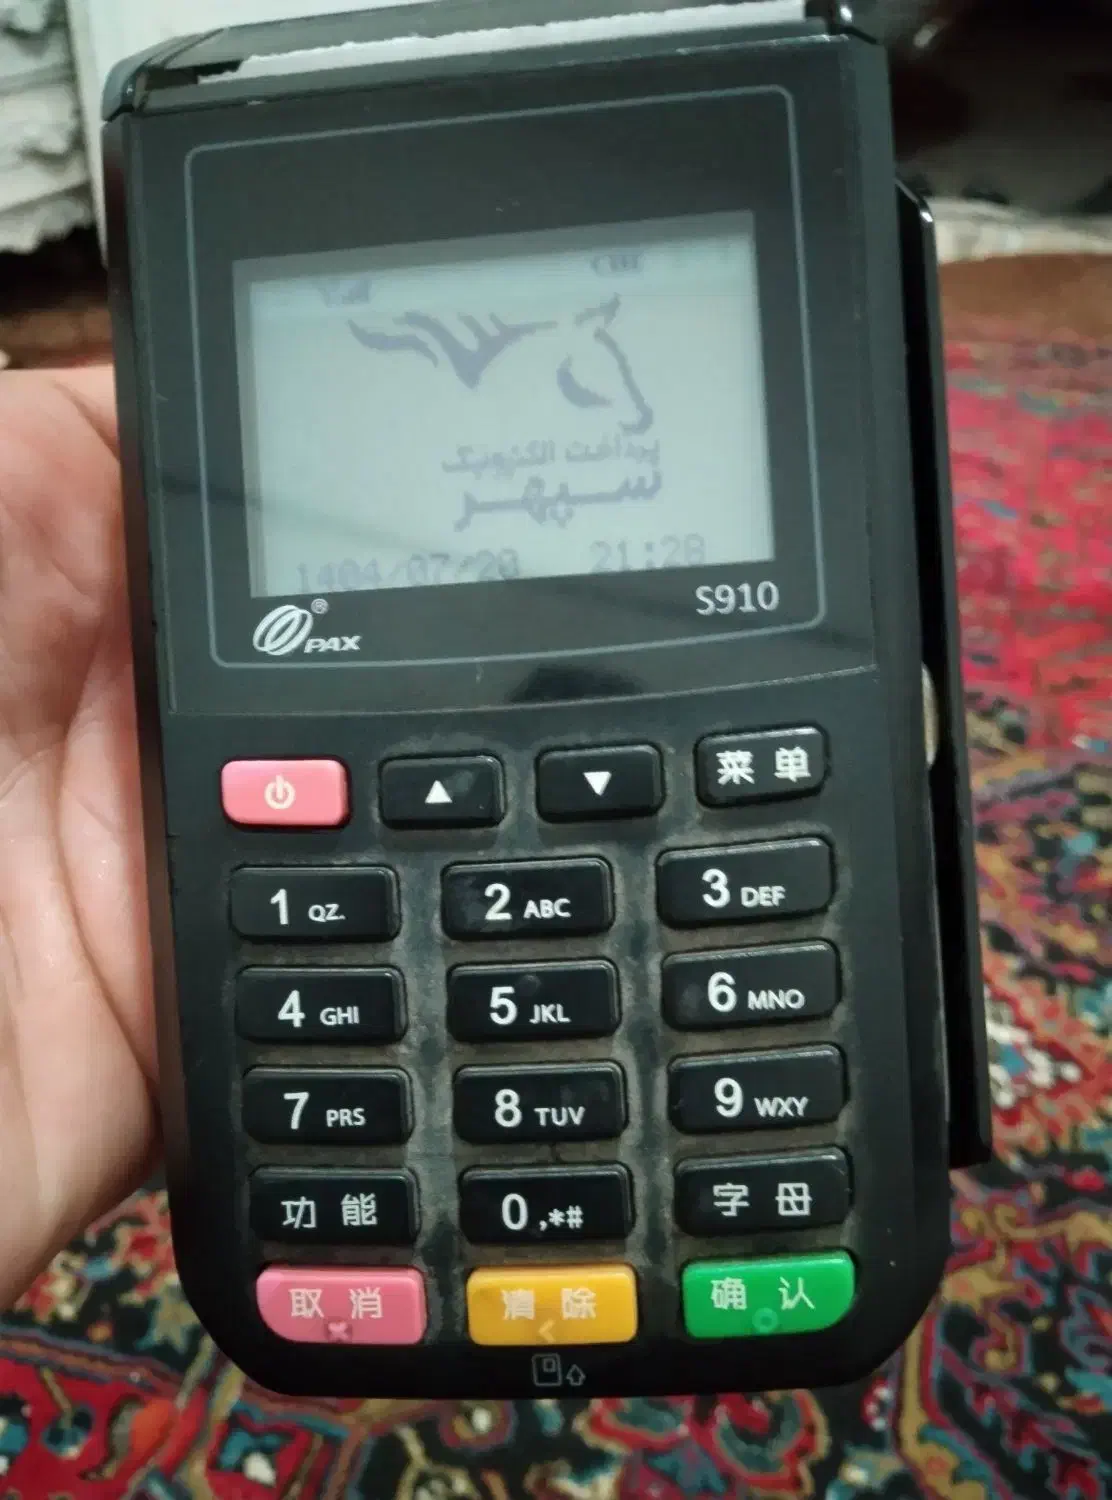 پرداخت الکترونیک
سپهر
1404/07/20 21:28
PAX®
S910
菜单
1 QZ.
2 ABC
3 DEF
4 GHI
5 JKL
6 MNO
7 PRS
8 TUV
9 WXY
功能
0 ,*#
字母
取消
清除
确认